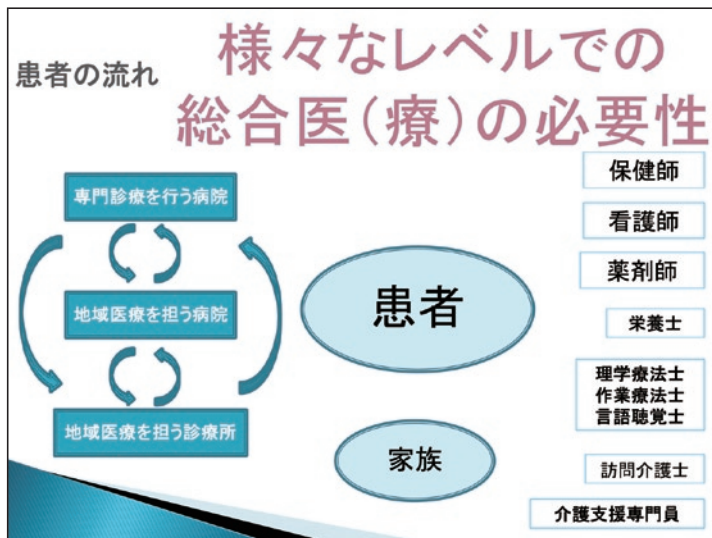 患者の流れ
様々なレベルでの
総合医(療)の必要性
専門診療を行う病院
地域医療を担う病院
地域医療を担う診療所
患者
家族
保健師
看護師
薬剤師
栄養士
理学療法士
作業療法士
言語聴覚士
訪問介護士
介護支援専門員